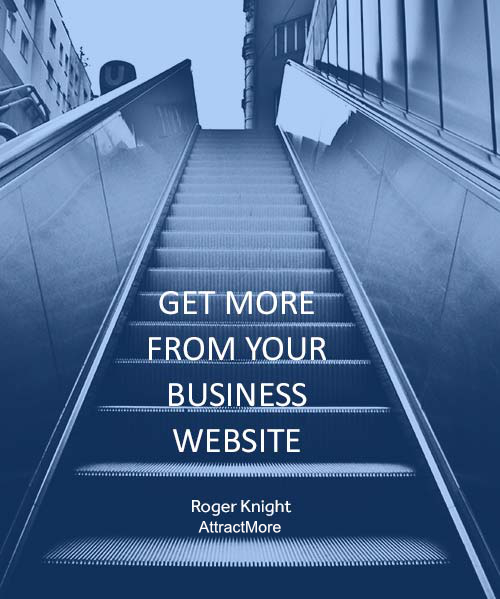 U
GET MORE
FROM YOUR
BUSINESS
WEBSITE
Roger Knight
AttractMore